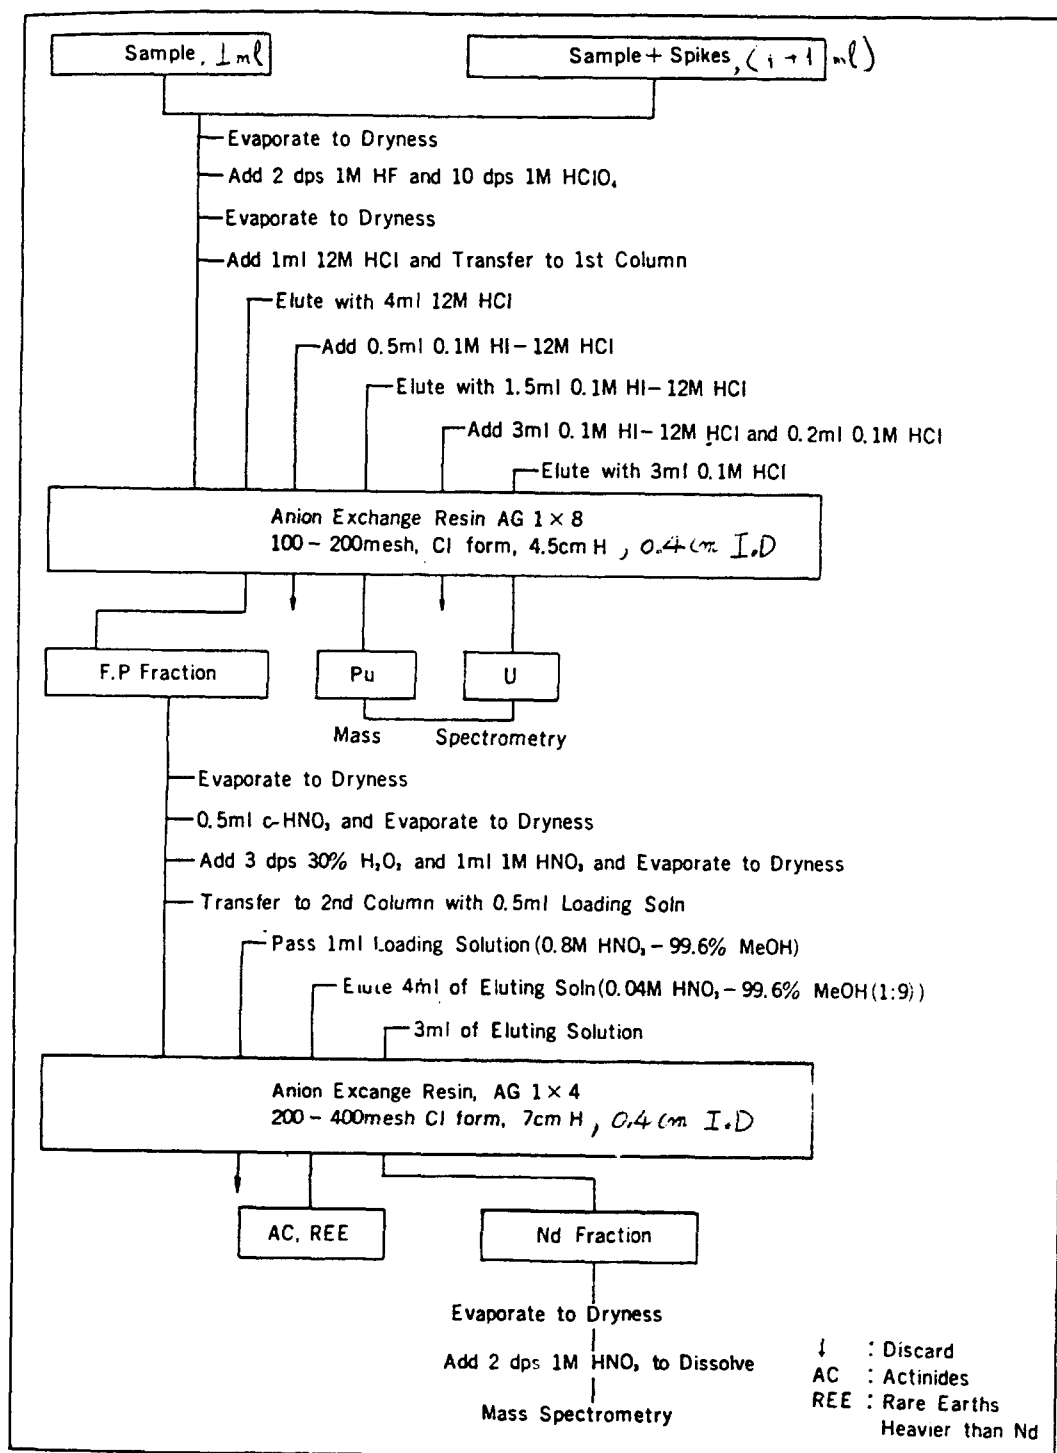 Sample, 1 ml
Sample + Spikes, (1 + 1 ml)
Evaporate to Dryness
Add 2 dps 1M HF and 10 dps 1M HClO₄
Evaporate to Dryness
Add 1ml 12M HCl and Transfer to 1st Column
Elute with 4ml 12M HCl
Add 0.5ml 0.1M HI - 12M HCl
Elute with 1.5ml 0.1M HI - 12M HCl
Add 3ml 0.1M HI - 12M HCl and 0.2ml 0.1M HCl
Elute with 3ml 0.1M HCl
Anion Exchange Resin AG 1 × 8
100 - 200mesh, Cl form, 4.5cm H, 0.4 cm I.D
F.P Fraction
Pu
U
Mass Spectrometry
Evaporate to Dryness
0.5ml c-HNO₃ and Evaporate to Dryness
Add 3 dps 30% H₂O₂ and 1ml 1M HNO₃ and Evaporate to Dryness
Transfer to 2nd Column with 0.5ml Loading Soln
Pass 1ml Loading Solution (0.8M HNO₃ - 99.6% MeOH)
Elute 4ml of Eluting Soln (0.04M HNO₃ - 99.6% MeOH (1:9))
3ml of Eluting Solution
Anion Excange Resin, AG 1 × 4
200 - 400mesh Cl form, 7cm H, 0.4 cm I.D
AC, REE
Nd Fraction
Evaporate to Dryness
Add 2 dps 1M HNO₃ to Dissolve
Mass Spectrometry
↓ : Discard
AC : Actinides
REE : Rare Earths
Heavier than Nd